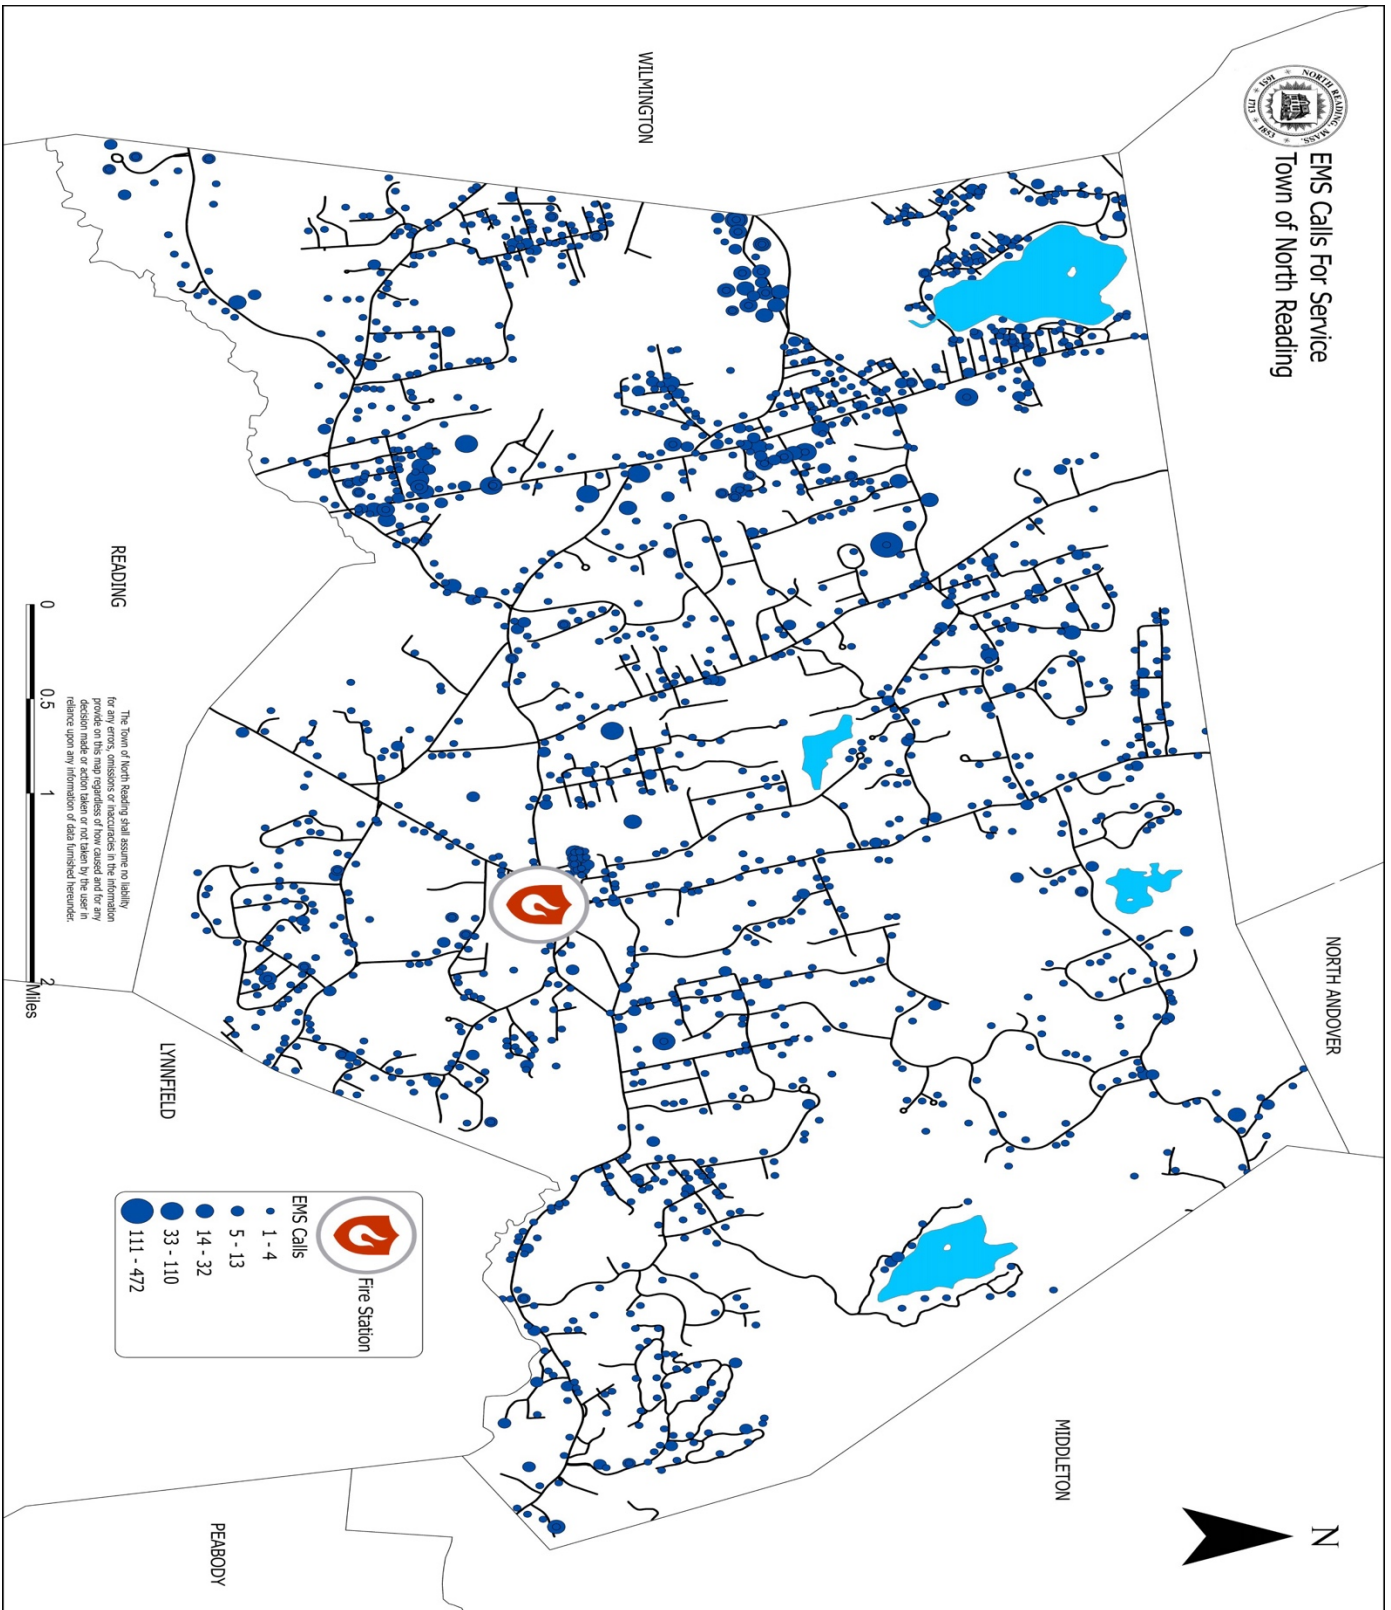 EMS Calls For Service
Town of North Reading
NORTH READING, MASS.
1651 * 1713 * 1853
WILMINGTON
NORTH ANDOVER
N
MIDDLETON
READING
LYNNFIELD
PEABODY
Fire Station
EMS Calls
1 - 4
5 - 13
14 - 32
33 - 110
111 - 472
0 0.5 1 2
Miles
The Town of North Reading shall assume no liability
for any errors, omissions or inaccuracies in the information
provide on this map regardless of how caused and for any
decision made or action taken or not taken by the user in
reliance upon any information of data furnished hereunder.